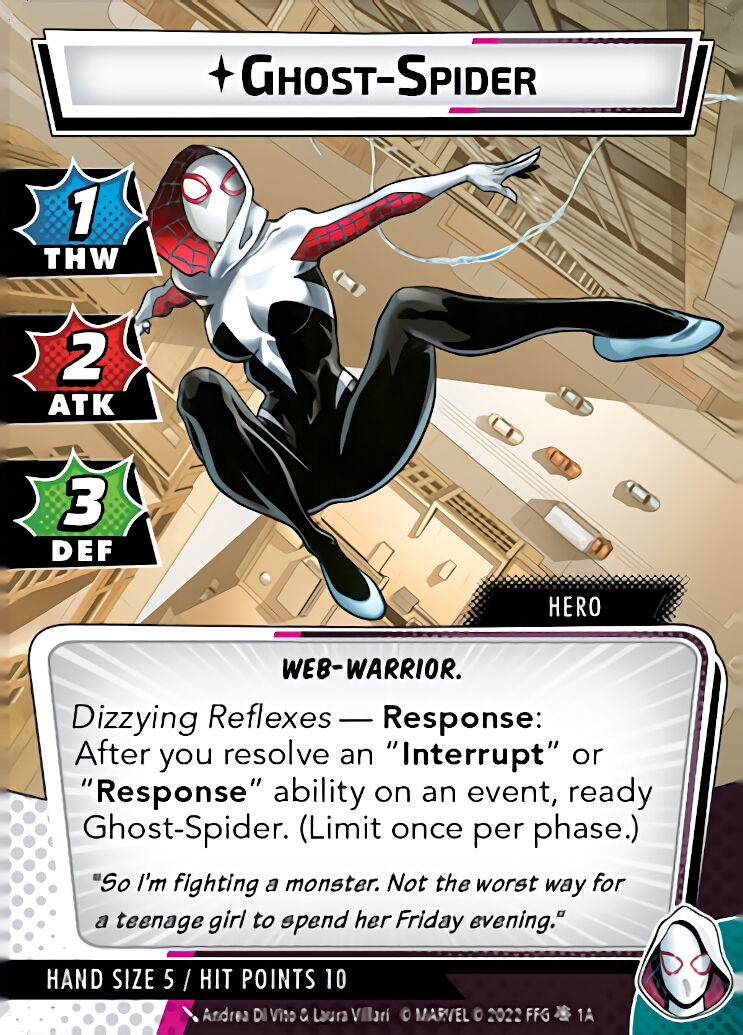 GHOST-SPIDER
1
THW
2
ATK
3
DEF
HERO
WEB-WARRIOR.
Dizzying Reflexes — Response:
After you resolve an "Interrupt" or
"Response" ability on an event, ready
Ghost-Spider. (Limit once per phase.)
"So I'm fighting a monster. Not the worst way for
a teenage girl to spend her Friday evening."
HAND SIZE 5 / HIT POINTS 10
Andrea Di Vito & Laura Villari © MARVEL © 2022 FFG 1A